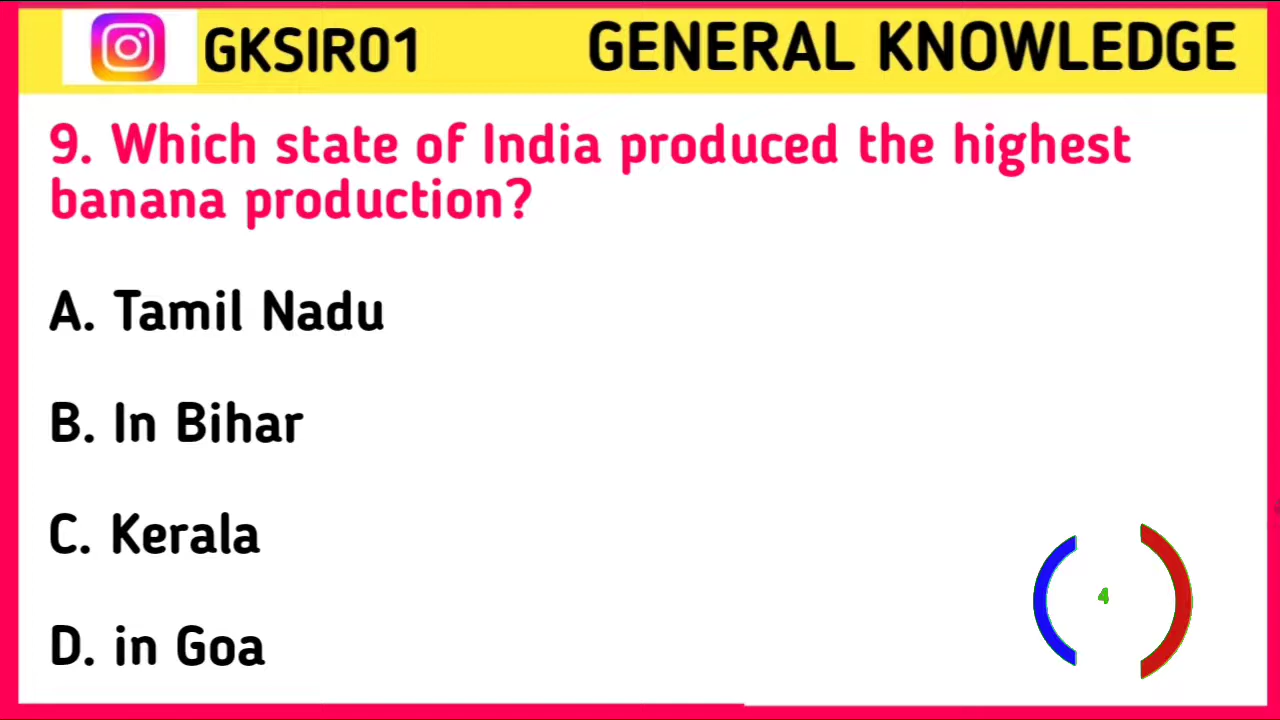 GKSIR01
GENERAL KNOWLEDGE
9. Which state of India produced the highest
banana production?
A. Tamil Nadu
B. In Bihar
C. Kerala
D. in Goa
4